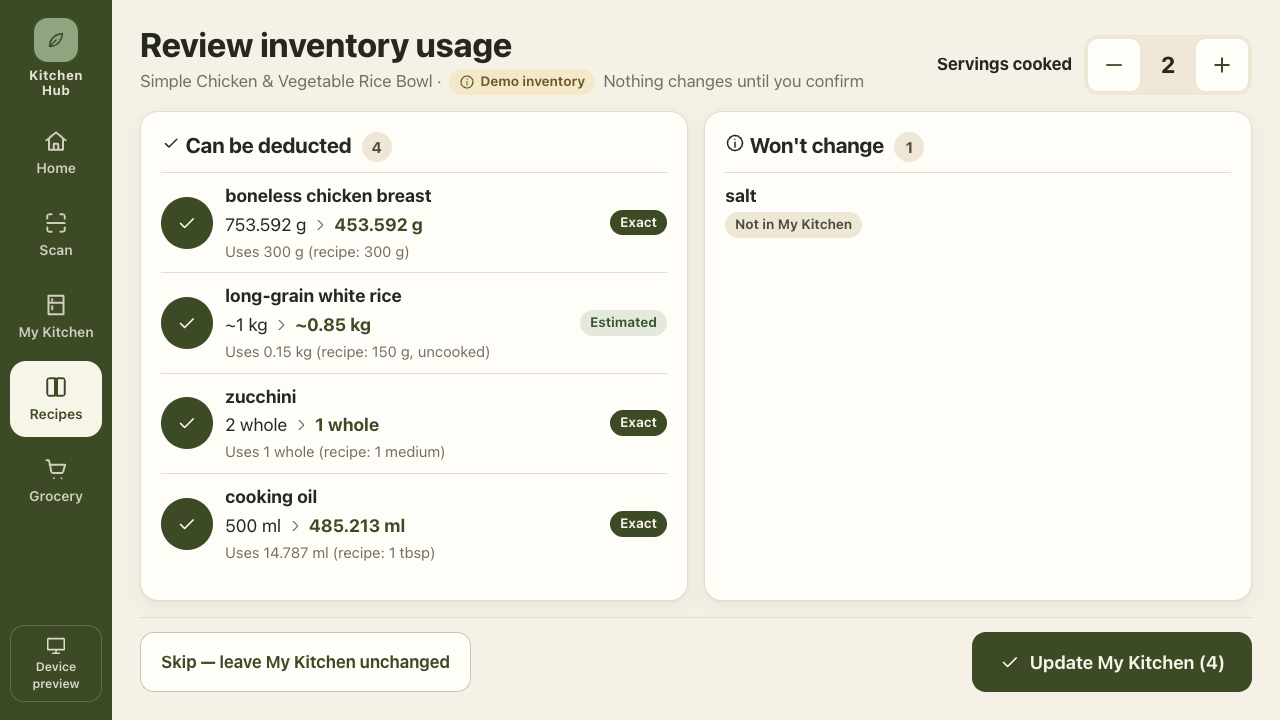 Kitchen
Hub
Home
Scan
My Kitchen
Recipes
Grocery
Device
preview
Review inventory usage
Simple Chicken & Vegetable Rice Bowl · Demo inventory Nothing changes until you confirm
Servings cooked
2
Can be deducted 4
boneless chicken breast
753.592 g › 453.592 g
Exact
Uses 300 g (recipe: 300 g)
long-grain white rice
~1 kg › ~0.85 kg
Estimated
Uses 0.15 kg (recipe: 150 g, uncooked)
zucchini
2 whole › 1 whole
Exact
Uses 1 whole (recipe: 1 medium)
cooking oil
500 ml › 485.213 ml
Exact
Uses 14.787 ml (recipe: 1 tbsp)
Won't change 1
salt
Not in My Kitchen
Skip — leave My Kitchen unchanged
Update My Kitchen (4)